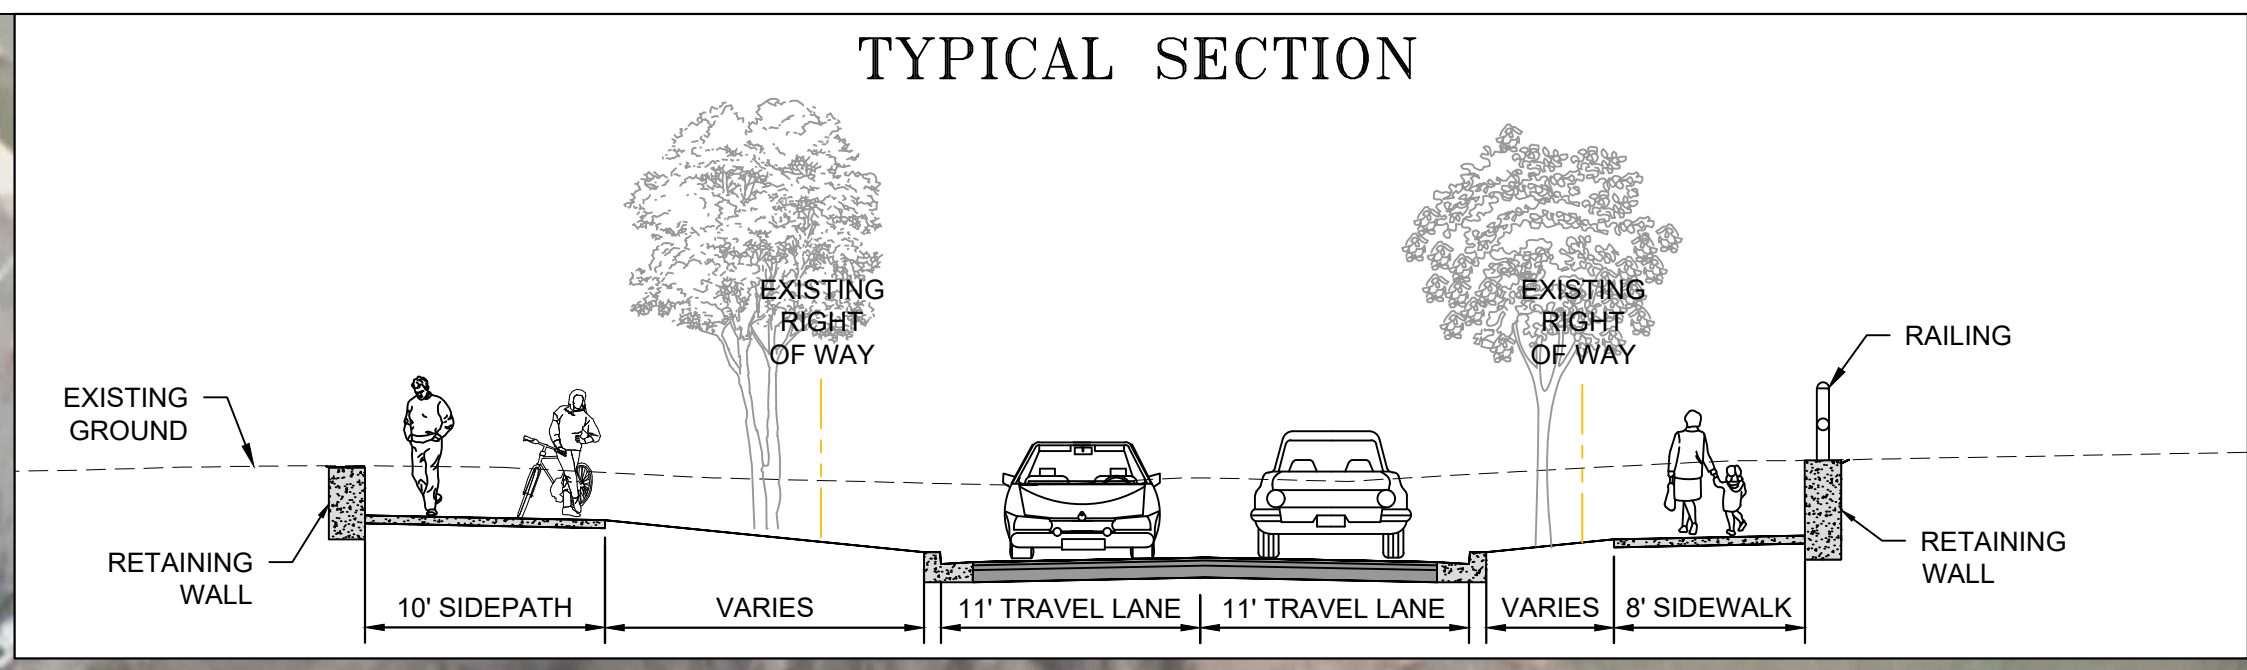 TYPICAL SECTION
EXISTING
RIGHT
OF WAY
EXISTING
RIGHT
OF WAY
RAILING
EXISTING
GROUND
RETAINING
WALL
RETAINING
WALL
10' SIDEPATH
VARIES
11' TRAVEL LANE
11' TRAVEL LANE
VARIES
8' SIDEWALK